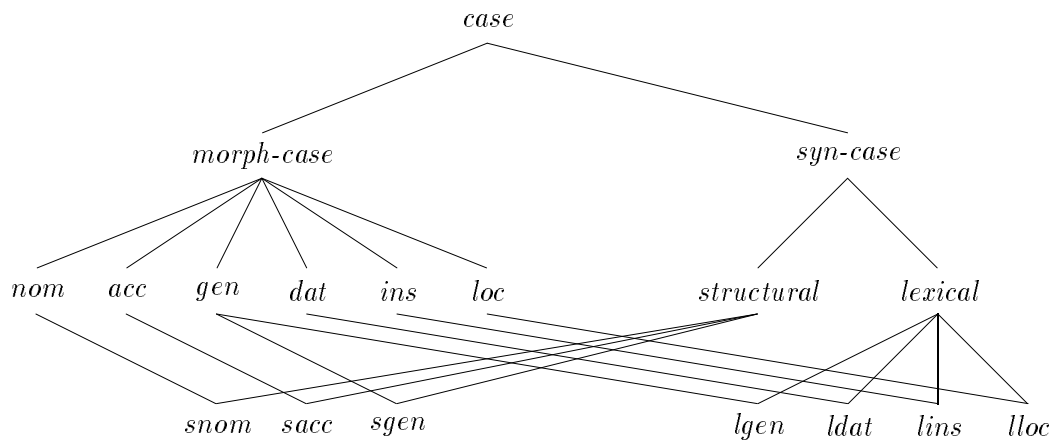 case
morph-case syn-case
nom acc gen dat ins loc structural lexical
snom sacc sgen lgen ldat lins lloc